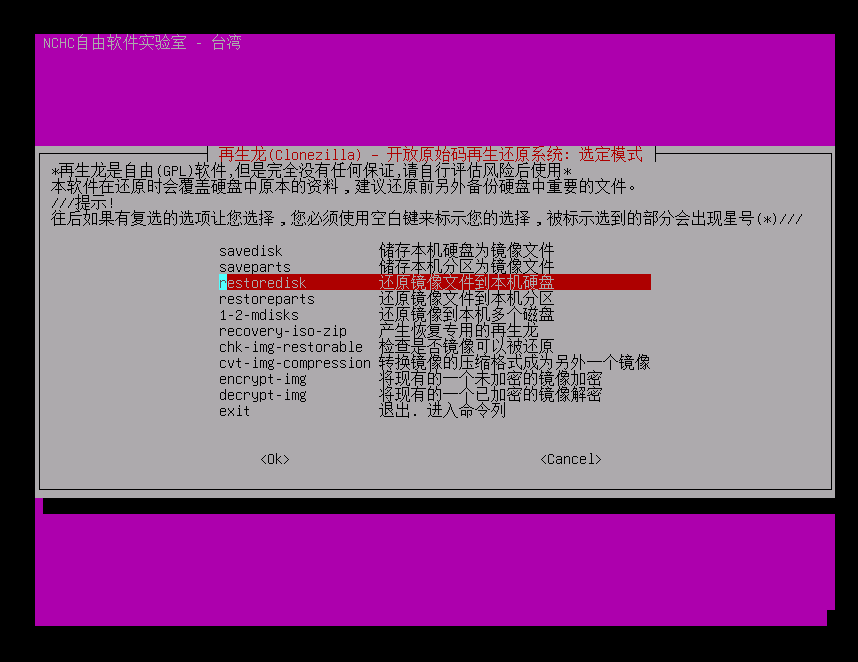 NCHC自由软件实验室 - 台湾
再生龙(Clonezilla) - 开放原始码再生还原系统: 选定模式
*再生龙是自由(GPL)软件,但是完全没有任何保证,请自行评估风险后使用*
本软件在还原时会覆盖硬盘中原本的资料,建议还原前另外备份硬盘中重要的文件。
///提示!
往后如果有复选的选项让您选择,您必须使用空白键来标示您的选择,被标示选到的部分会出现星号(*)///
savedisk 储存本机硬盘为镜像文件
saveparts 储存本机分区为镜像文件
restoredisk 还原镜像文件到本机硬盘
restoreparts 还原镜像文件到本机分区
1-2-mdisks 还原镜像到本机多个磁盘
recovery-iso-zip 产生恢复专用的再生龙
chk-img-restorable 检查是否镜像可以被还原
cvt-img-compression 转换镜像的压缩格式成为另外一个镜像
encrypt-img 将现有的一个未加密的镜像加密
decrypt-img 将现有的一个已加密的镜像解密
exit 退出. 进入命令列
<Ok> <Cancel>